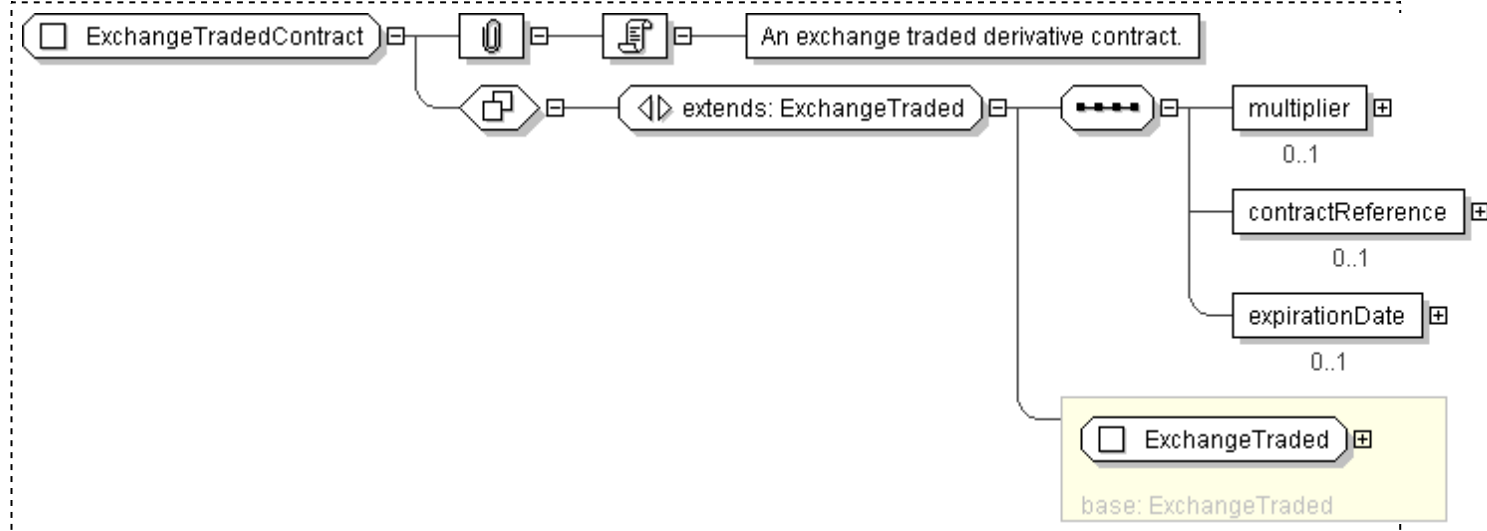 ExchangeTradedContract
An exchange traded derivative contract.
extends: ExchangeTraded
multiplier
0..1
contractReference
0..1
expirationDate
0..1
ExchangeTraded
base: ExchangeTraded